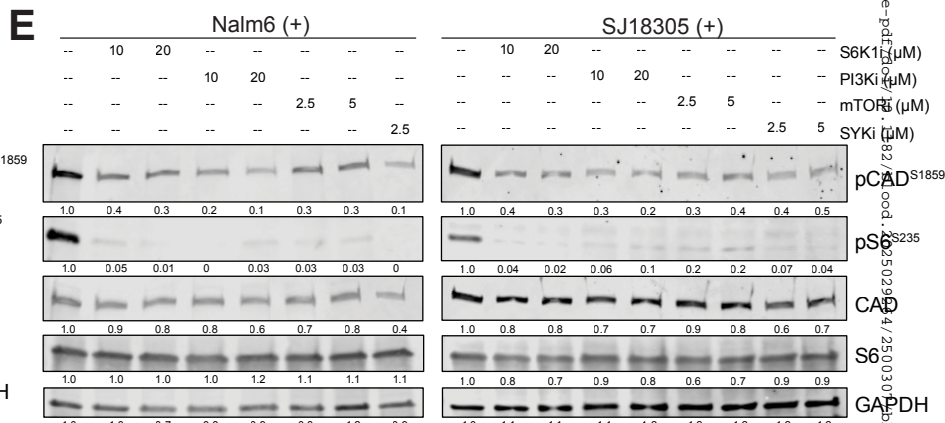 E
Nalm6 (+) SJ18305 (+)
-- 10 20 -- -- -- -- -- -- 10 20 -- -- -- -- -- -- S6K1i (µM)
-- -- -- 10 20 -- -- -- -- -- -- 10 20 -- -- -- -- PI3Ki (µM)
-- -- -- -- -- 2.5 5 -- -- -- -- -- -- 2.5 5 -- -- mTORi (µM)
-- -- -- -- -- -- -- 2.5 -- -- -- -- -- -- -- 2.5 5 SYKi (µM)
1859 pCADS1859
1.0 0.4 0.3 0.2 0.1 0.3 0.3 0.1 1.0 0.4 0.3 0.3 0.2 0.3 0.4 0.4 0.5
pS6S235
1.0 0.05 0.01 0 0.03 0.03 0.03 0 1.0 0.04 0.02 0.06 0.1 0.2 0.2 0.07 0.04
CAD
1.0 0.9 0.8 0.8 0.6 0.7 0.8 0.4 1.0 0.8 0.8 0.7 0.7 0.9 0.8 0.6 0.7
S6
1.0 1.0 1.0 1.0 1.2 1.1 1.1 1.1 1.0 0.8 0.7 0.9 0.8 0.6 0.7 0.9 0.9
H GAPDH